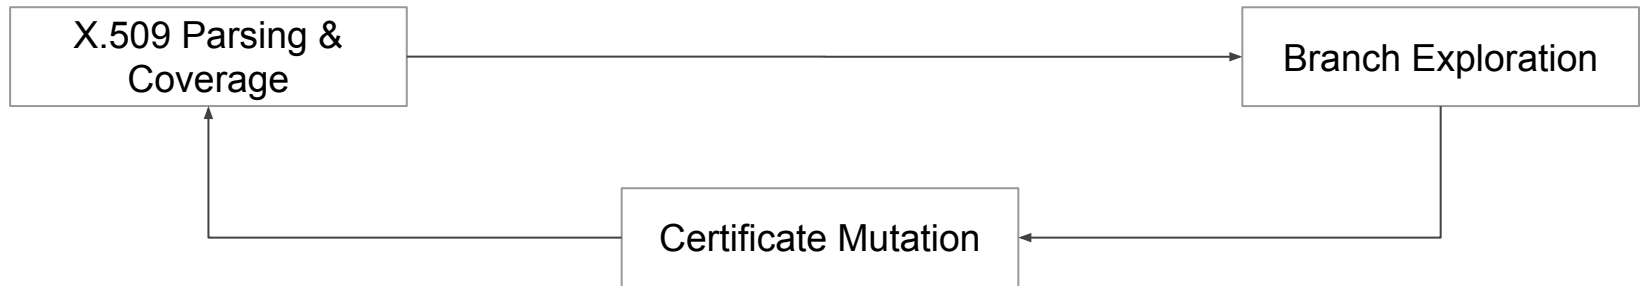 X.509 Parsing &
Coverage
Branch Exploration
Certificate Mutation